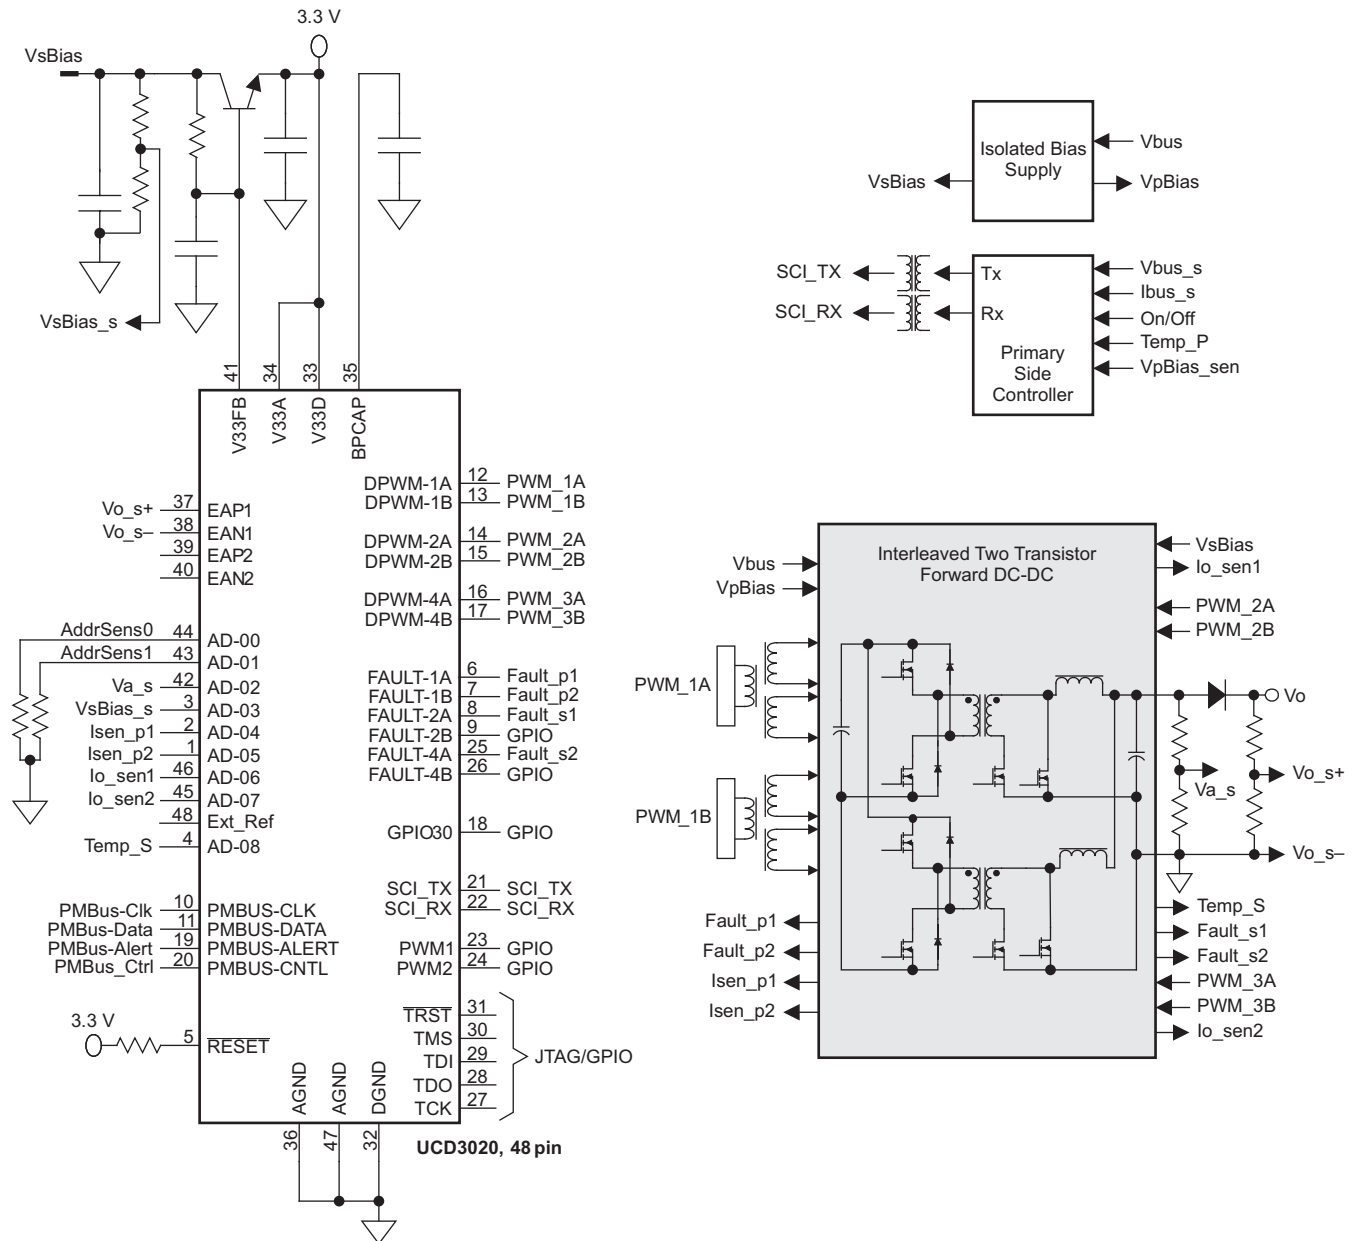 3.3 V
VsBias
VsBias_s
41
34
33
35
V33FB
V33A
V33D
BPCAP
Vo_s+ 37 EAP1
Vo_s– 38 EAN1
39 EAP2
40 EAN2
AddrSens0 44 AD-00
AddrSens1 43 AD-01
Va_s 42 AD-02
VsBias_s 3 AD-03
Isen_p1 2 AD-04
Isen_p2 1 AD-05
Io_sen1 46 AD-06
Io_sen2 45 AD-07
48 Ext_Ref
Temp_S 4 AD-08
PMBus-Clk 10 PMBUS-CLK
PMBus-Data 11 PMBUS-DATA
PMBus-Alert 19 PMBUS-ALERT
PMBus_Ctrl 20 PMBUS-CNTL
3.3 V
5 RESET
DPWM-1A 12 PWM_1A
DPWM-1B 13 PWM_1B
DPWM-2A 14 PWM_2A
DPWM-2B 15 PWM_2B
DPWM-4A 16 PWM_3A
DPWM-4B 17 PWM_3B
FAULT-1A 6 Fault_p1
FAULT-1B 7 Fault_p2
FAULT-2A 8 Fault_s1
FAULT-2B 9 GPIO
FAULT-4A 25 Fault_s2
FAULT-4B 26 GPIO
GPIO30 18 GPIO
SCI_TX 21 SCI_TX
SCI_RX 22 SCI_RX
PWM1 23 GPIO
PWM2 24 GPIO
TRST 31
TMS 30
TDI 29
TDO 28
TCK 27
JTAG/GPIO
AGND
AGND
DGND
36
47
32
UCD3020, 48 pin
Isolated Bias
Supply
Vbus
VsBias
VpBias
SCI_TX
Tx
SCI_RX
Rx
Primary
Side
Controller
Vbus_s
Ibus_s
On/Off
Temp_P
VpBias_sen
Interleaved Two Transistor
Forward DC-DC
Vbus
VpBias
PWM_1A
PWM_1B
Fault_p1
Fault_p2
Isen_p1
Isen_p2
VsBias
Io_sen1
PWM_2A
PWM_2B
Vo
Vo_s+
Va_s
Vo_s–
Temp_S
Fault_s1
Fault_s2
PWM_3A
PWM_3B
Io_sen2